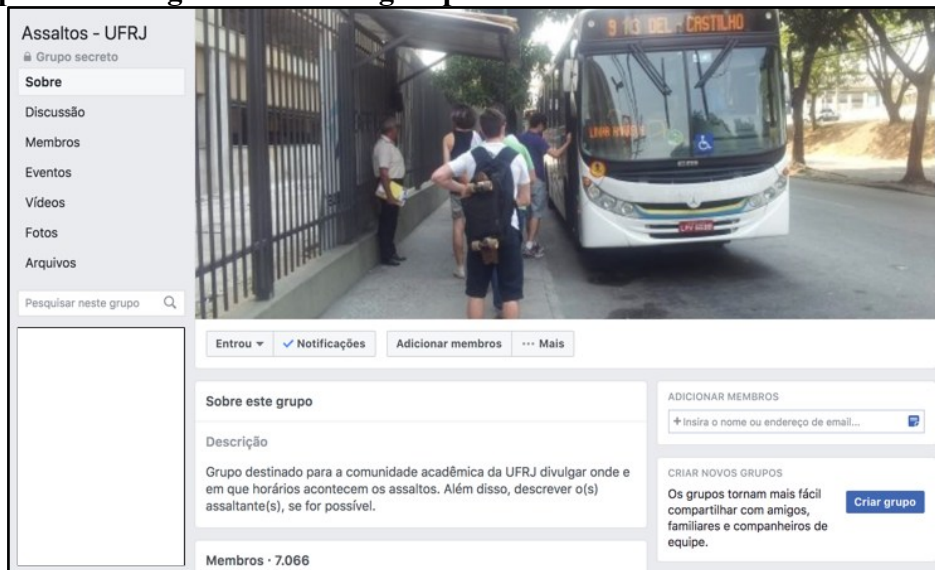 Assaltos - UFRJ
Grupo secreto
Sobre
Discussão
Membros
Eventos
Vídeos
Fotos
Arquivos
Pesquisar neste grupo
913 DEL - CASTILHO
Entrou
Notificações
Adicionar membros
Mais
Sobre este grupo
Descrição
Grupo destinado para a comunidade acadêmica da UFRJ divulgar onde e
em que horários acontecem os assaltos. Além disso, descrever o(s)
assaltante(s), se for possível.
Membros · 7.066
ADICIONAR MEMBROS
+ Insira o nome ou endereço de email...
CRIAR NOVOS GRUPOS
Os grupos tornam mais fácil
compartilhar com amigos,
familiares e companheiros de
equipe.
Criar grupo